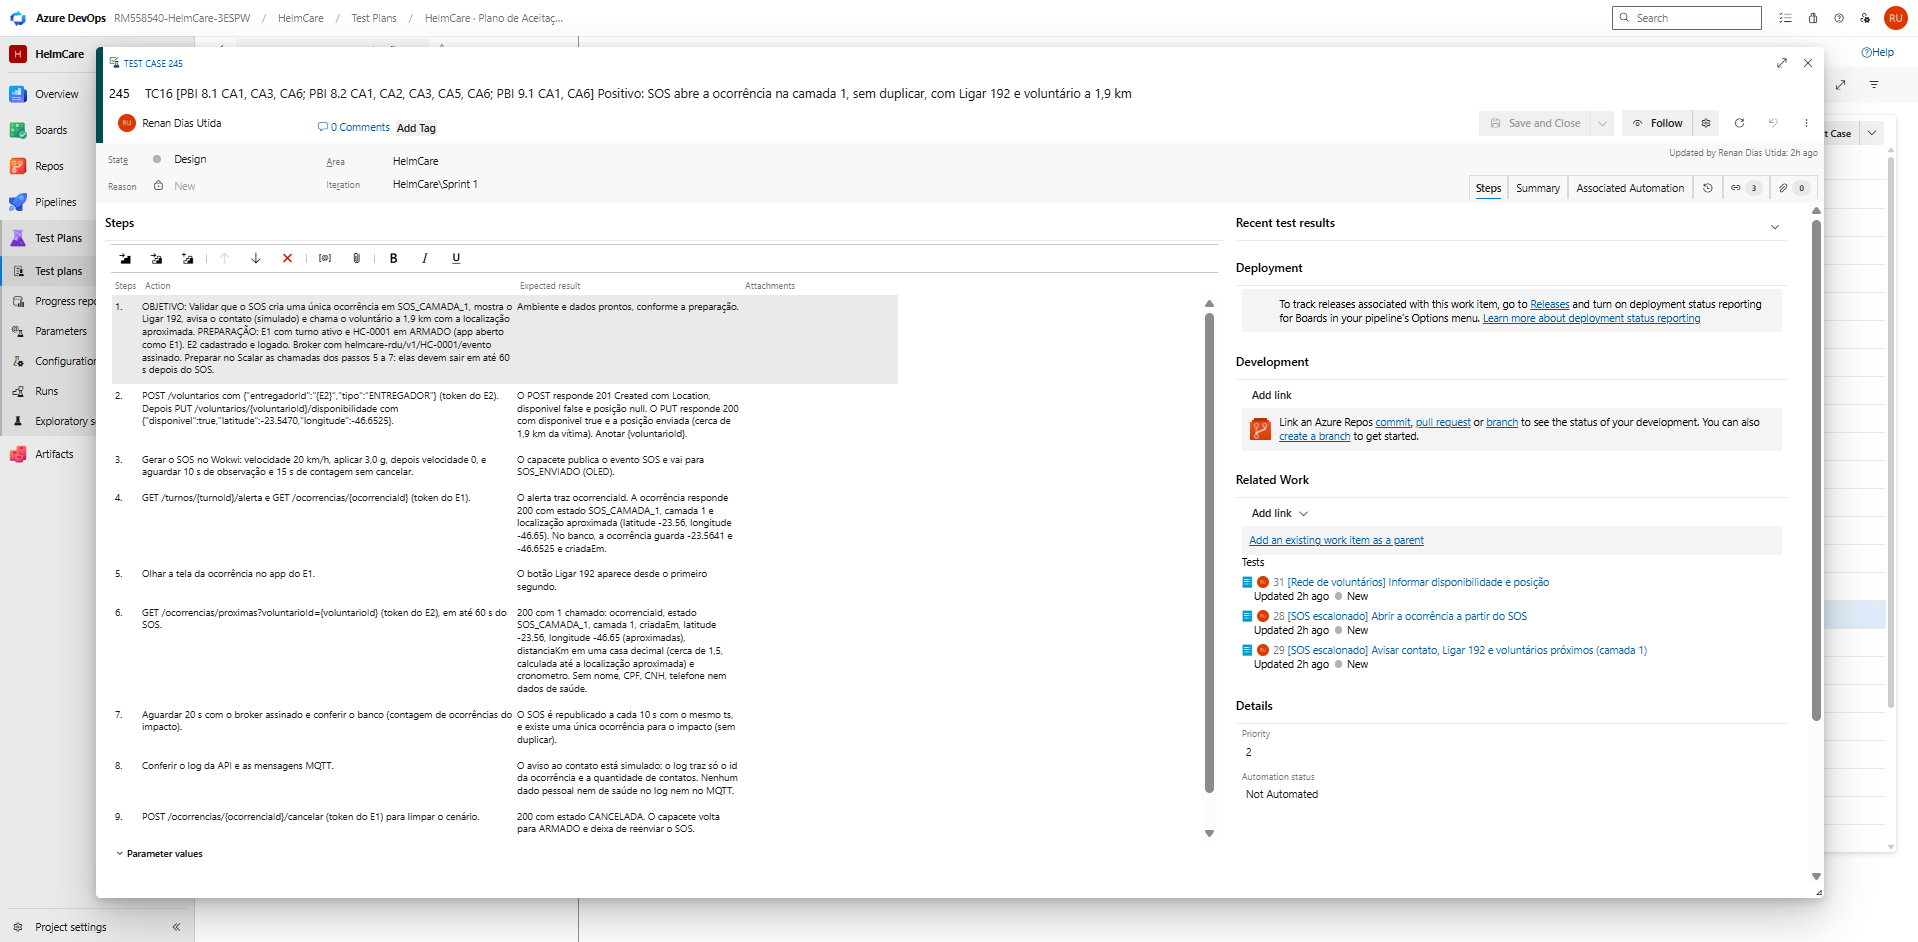 Azure DevOps RM558540-HelmCare-3ESPW / HelmCare / Test Plans / HelmCare · Plano de Aceitaç...
Search
RU
H HelmCare
Help
Overview
Boards
Repos
Pipelines
Test Plans
Test plans
Progress repo
Parameters
Configuration
Runs
Exploratory s
Artifacts
Project settings
t Case
TEST CASE 245
245 TC16 [PBI 8.1 CA1, CA3, CA6; PBI 8.2 CA1, CA2, CA3, CA5, CA6; PBI 9.1 CA1, CA6] Positivo: SOS abre a ocorrência na camada 1, sem duplicar, com Ligar 192 e voluntário a 1,9 km
RU Renan Dias Utida
0 Comments Add Tag
Save and Close
Follow
State Design
Area HelmCare
Updated by Renan Dias Utida: 2h ago
Reason New
Iteration HelmCare\Sprint 1
Steps Summary Associated Automation 3 0
Steps
B I U
Steps Action Expected result Attachments
1. OBJETIVO: Validar que o SOS cria uma única ocorrência em SOS_CAMADA_1, mostra o
Ligar 192, avisa o contato (simulado) e chama o voluntário a 1,9 km com a localização
aproximada. PREPARAÇÃO: E1 com turno ativo e HC-0001 em ARMADO (app aberto
como E1). E2 cadastrado e logado. Broker com helmcare-rdu/v1/HC-0001/evento
assinado. Preparar no Scalar as chamadas dos passos 5 a 7: elas devem sair em até 60
s depois do SOS.
Ambiente e dados prontos, conforme a preparação.
2. POST /voluntarios com {"entregadorId":"{E2}","tipo":"ENTREGADOR"} (token do E2).
Depois PUT /voluntarios/{voluntarioId}/disponibilidade com
{"disponivel":true,"latitude":-23.5470,"longitude":-46.6525}.
O POST responde 201 Created com Location,
disponivel false e posição null. O PUT responde 200
com disponivel true e a posição enviada (cerca de
1,9 km da vítima). Anotar {voluntarioId}.
3. Gerar o SOS no Wokwi: velocidade 20 km/h, aplicar 3,0 g, depois velocidade 0, e
aguardar 10 s de observação e 15 s de contagem sem cancelar.
O capacete publica o evento SOS e vai para
SOS_ENVIADO (OLED).
4. GET /turnos/{turnoId}/alerta e GET /ocorrencias/{ocorrenciaId} (token do E1).
O alerta traz ocorrenciaId. A ocorrência responde
200 com estado SOS_CAMADA_1, camada 1 e
localização aproximada (latitude -23.56, longitude
-46.65). No banco, a ocorrência guarda -23.5641 e
-46.6525 e criadaEm.
5. Olhar a tela da ocorrência no app do E1.
O botão Ligar 192 aparece desde o primeiro
segundo.
6. GET /ocorrencias/proximas?voluntarioId={voluntarioId} (token do E2), em até 60 s do
SOS.
200 com 1 chamado: ocorrenciaId, estado
SOS_CAMADA_1, camada 1, criadaEm, latitude
-23.56, longitude -46.65 (aproximadas),
distanciaKm em uma casa decimal (cerca de 1,5,
calculada até a localização aproximada) e
cronometro. Sem nome, CPF, CNH, telefone nem
dados de saúde.
7. Aguardar 20 s com o broker assinado e conferir o banco (contagem de ocorrências do
impacto).
O SOS é republicado a cada 10 s com o mesmo ts,
e existe uma única ocorrência para o impacto (sem
duplicar).
8. Conferir o log da API e as mensagens MQTT.
O aviso ao contato está simulado: o log traz só o id
da ocorrência e a quantidade de contatos. Nenhum
dado pessoal nem de saúde no log nem no MQTT.
9. POST /ocorrencias/{ocorrenciaId}/cancelar (token do E1) para limpar o cenário.
200 com estado CANCELADA. O capacete volta
para ARMADO e deixa de reenviar o SOS.
Parameter values
Recent test results
Deployment
To track releases associated with this work item, go to Releases and turn on deployment status reporting
for Boards in your pipeline's Options menu. Learn more about deployment status reporting
Development
Add link
Link an Azure Repos commit, pull request or branch to see the status of your development. You can also
create a branch to get started.
Related Work
Add link
Add an existing work item as a parent
Tests
31 [Rede de voluntários] Informar disponibilidade e posição
Updated 2h ago New
28 [SOS escalonado] Abrir a ocorrência a partir do SOS
Updated 2h ago New
29 [SOS escalonado] Avisar contato, Ligar 192 e voluntários próximos (camada 1)
Updated 2h ago New
Details
Priority
2
Automation status
Not Automated